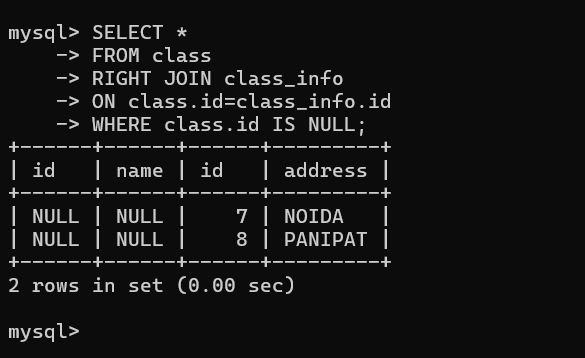 mysql> SELECT *
    -> FROM class
    -> RIGHT JOIN class_info
    -> ON class.id=class_info.id
    -> WHERE class.id IS NULL;
+------+------+------+---------+
| id   | name | id   | address |
+------+------+------+---------+
| NULL | NULL |    7 | NOIDA   |
| NULL | NULL |    8 | PANIPAT |
+------+------+------+---------+
2 rows in set (0.00 sec)
mysql>